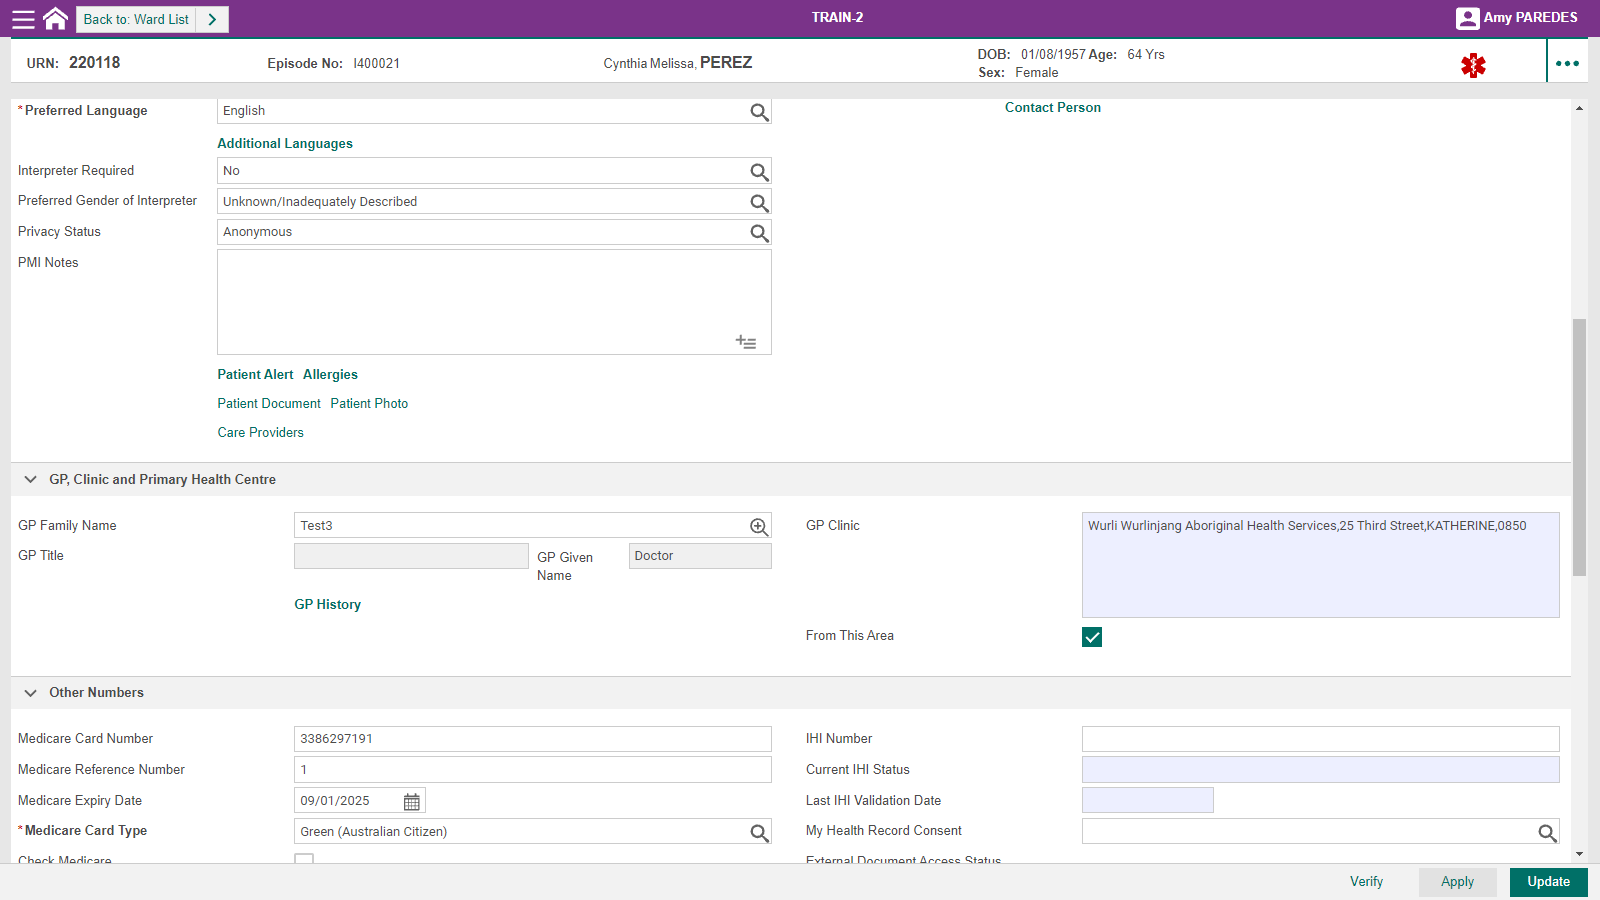 Back to: Ward List
TRAIN-2
Amy PAREDES
URN: 220118
Episode No: I400021
Cynthia Melissa, PEREZ
DOB: 01/08/1957 Age: 64 Yrs
Sex: Female
* Preferred Language English
Contact Person
Additional Languages
Interpreter Required No
Preferred Gender of Interpreter Unknown/Inadequately Described
Privacy Status Anonymous
PMI Notes
Patient Alert Allergies
Patient Document Patient Photo
Care Providers
GP, Clinic and Primary Health Centre
GP Family Name Test3
GP Clinic Wurli Wurlinjang Aboriginal Health Services,25 Third Street,KATHERINE,0850
GP Title
GP Given Name Doctor
GP History
From This Area
Other Numbers
Medicare Card Number 3386297191
IHI Number
Medicare Reference Number 1
Current IHI Status
Medicare Expiry Date 09/01/2025
Last IHI Validation Date
* Medicare Card Type Green (Australian Citizen)
My Health Record Consent
Check Medicare
External Document Access Status
Verify
Apply
Update